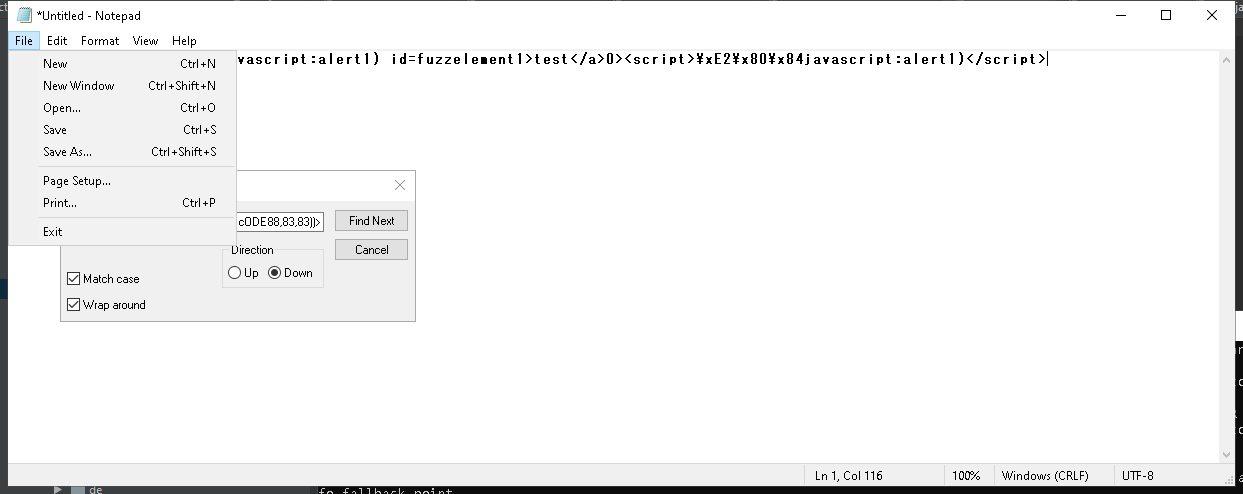 *Untitled - Notepad
File Edit Format View Help
vascript:alert1) id=fuzzelement1>test</a>0><script>¥xE2¥x80¥x84javascript:alert1)</script>
New Ctrl+N
New Window Ctrl+Shift+N
Open... Ctrl+O
Save Ctrl+S
Save As... Ctrl+Shift+S
Page Setup...
Print... Ctrl+P
Exit
cODE88,83,83))> Find Next
Direction Cancel
Up Down
Match case
Wrap around
Ln 1, Col 116 100% Windows (CRLF) UTF-8
de
fo fallback point